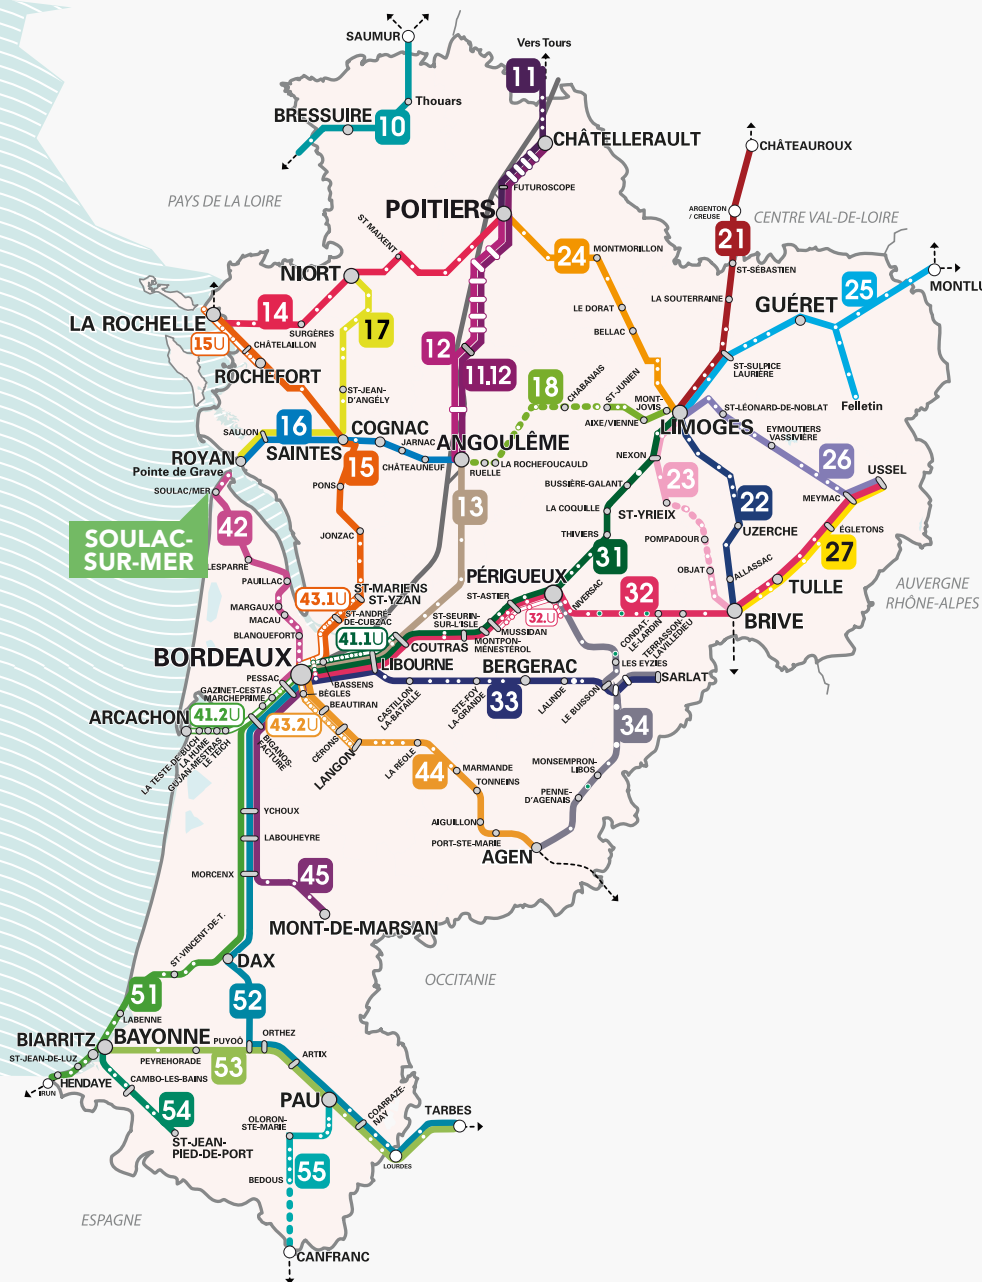 SAUMUR
Vers Tours
11
Thouars
BRESSUIRE
10
CHÂTELLERAULT
CHÂTEAUROUX
PAYS DE LA LOIRE
FUTUROSCOPE
POITIERS
ARGENTON
/ CREUSE
CENTRE VAL-DE-LOIRE
ST MAIXENT
24
MONTMORILLON
21
ST-SÉBASTIEN
NIORT
25
MONTLU
LA SOUTERRAINE
GUÉRET
LE DORAT
14
LA ROCHELLE
SURGÈRES
17
BELLAC
15U
CHÂTELAILLON
12
ROCHEFORT
11.12
ST-SULPICE
LAURIÈRE
18
CHABANAIS
ST-JUNIEN
ST-JEAN-
D'ANGÉLY
MONT-
JOVIS
Felletin
ST-LÉONARD-DE-NOBLAT
AIXE/VIENNE
LIMOGES
16
COGNAC
SAUJON
JARNAC
ANGOULÊME
EYMOUTIERS
VASSIVIÈRE
ROYAN
SAINTES
CHÂTEAUNEUF
NEXON
26
USSEL
Pointe de Grave
15
RUELLE
LA ROCHEFOUCAULD
PONS
BUSSIÈRE-GALANT
23
SOULAC/MER
MEYMAC
13
LA COQUILLE
ST-YRIEIX
22
42
UZERCHE
ÉGLETONS
SOULAC-
SUR-MER
JONZAC
THIVIERS
POMPADOUR
27
31
LESPARRE
OBJAT
ALLASSAC
TULLE
AUVERGNE
RHÔNE-ALPES
PAUILLAC
PÉRIGUEUX
ST-MARIENS
ST-YZAN
43.1U
ST-ASTIER
NIVERSAC
32
MARGAUX
MACAU
ST-ANDRÉ-
DE-CUBZAC
ST-SEURIN-
SUR-L'ISLE
32.U
BRIVE
BLANQUEFORT
41.1U
MUSSIDAN
CONDAT-
LE-LARDIN
TERRASSON-
LAVILLEDIEU
COUTRAS
MONTPON-
MÉNESTÉROL
BORDEAUX
LIBOURNE
BERGERAC
LES EYZIES
PESSAC
BASSENS
SARLAT
GAZINET-CESTAS
MARCHEPRIME
BÈGLES
CASTILLON
LA-BATAILLE
STE-FOY
LA-GRANDE
33
LALINDE
LE BUISSON
BEAUTIRAN
ARCACHON
41.2U
43.2U
34
LA TESTE-DE-BUCH
LA HUME
GUJAN-MESTRAS
LE TEICH
BIGANOS-
FACTURE
CÉRONS
LANGON
LA RÉOLE
44
MARMANDE
MONSEMPRON-
LIBOS
TONNEINS
PENNE-
D'AGENAIS
YCHOUX
AIGUILLON
LABOUHEYRE
PORT-STE-MARIE
AGEN
MORCENX
45
MONT-DE-MARSAN
ST-VINCENT-DE-T.
DAX
OCCITANIE
51
52
LABENNE
BIARRITZ
BAYONNE
PUYOÔ
ORTHEZ
ST-JEAN-DE-LUZ
PEYREHORADE
53
ARTIX
HENDAYE
IRUN
CAMBO-LES-BAINS
PAU
COARRAZE-
NAY
54
TARBES
OLORON-
STE-MARIE
ST-JEAN-
PIED-DE-PORT
LOURDES
BEDOUS
55
ESPAGNE
CANFRANC